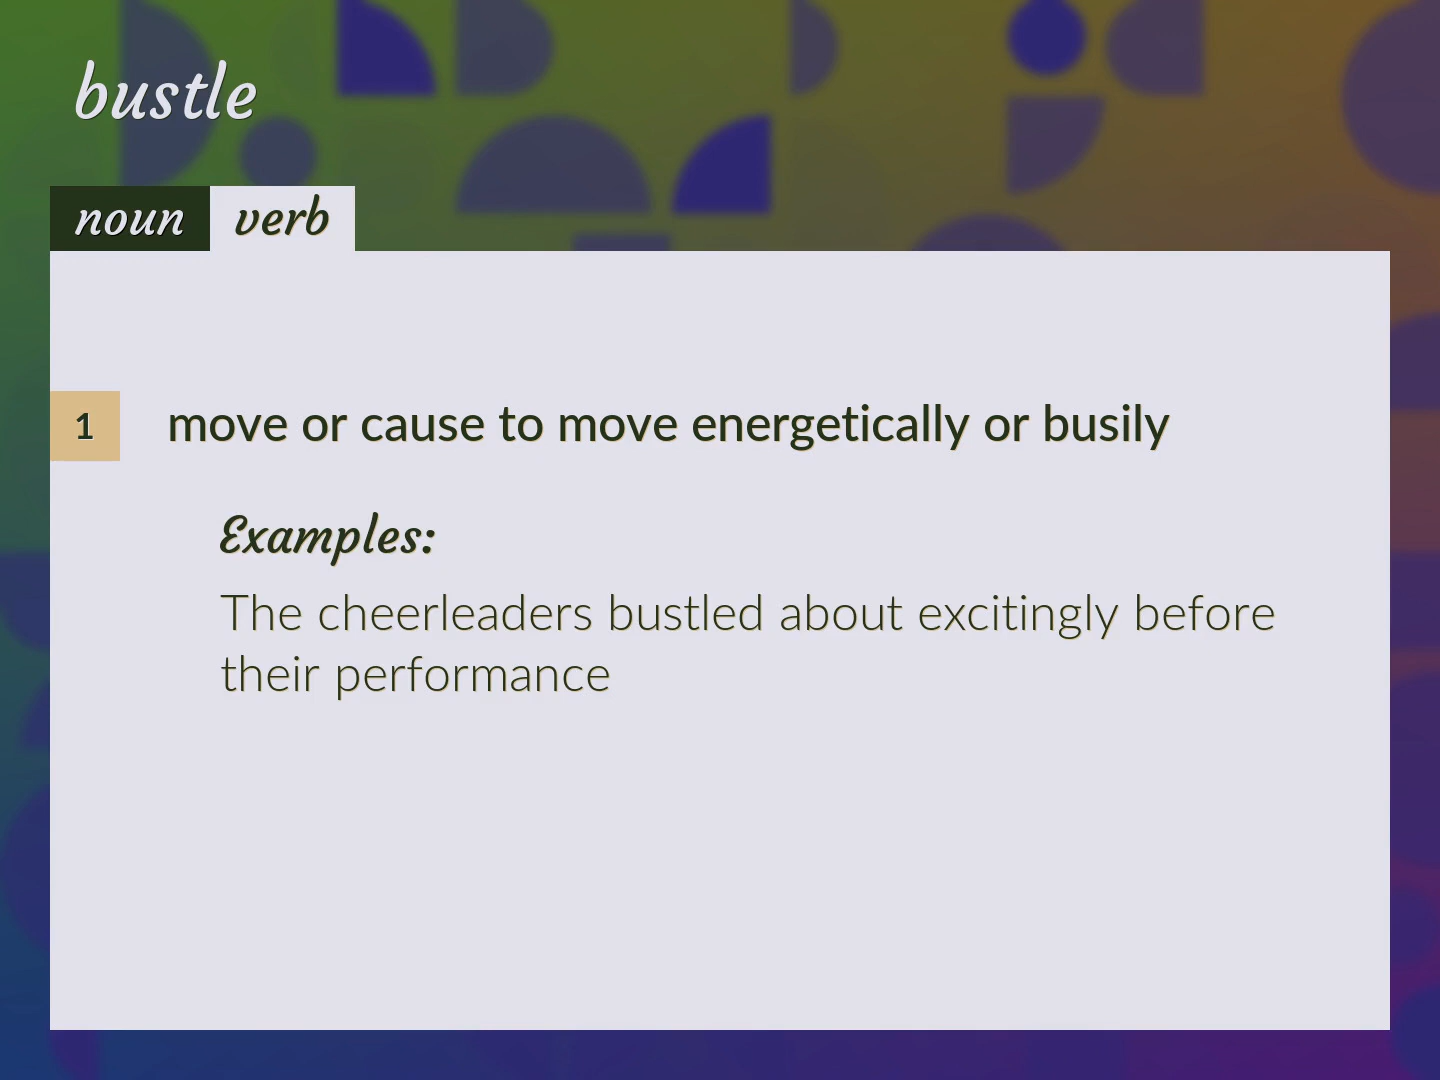 bustle
noun verb
1 move or cause to move energetically or busily
Examples:
The cheerleaders bustled about excitingly before
their performance